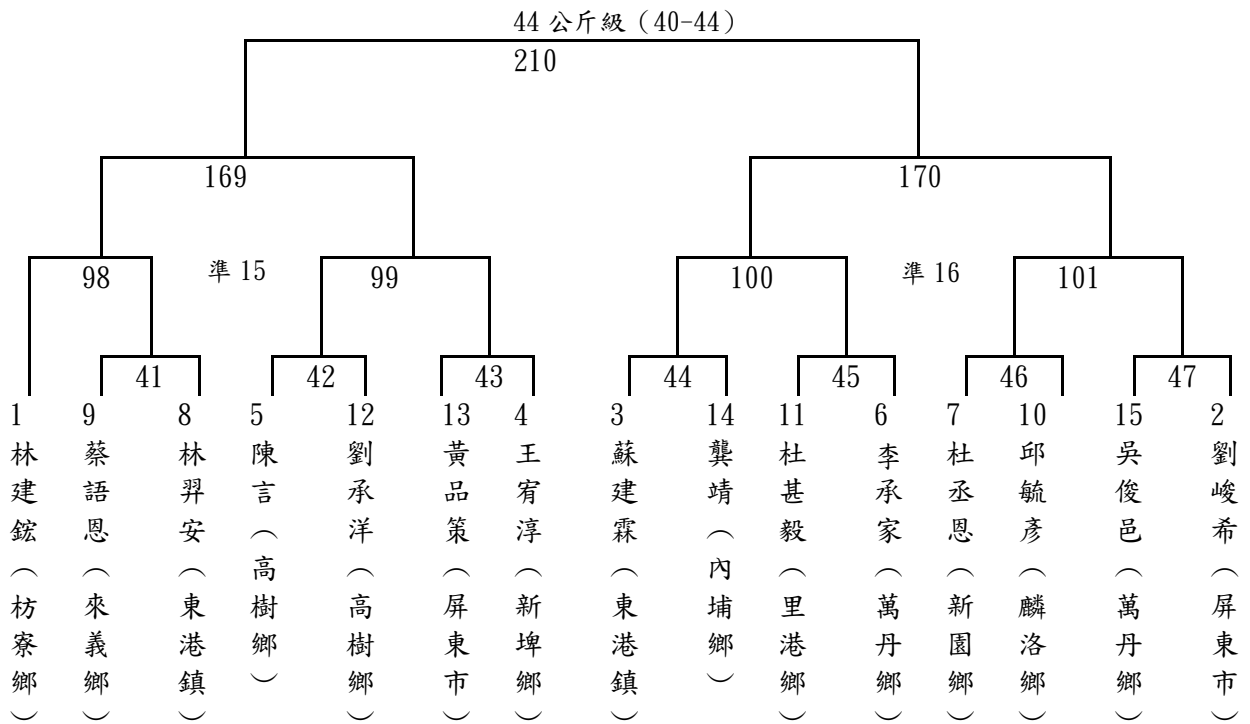 44 公斤級（40-44）
210
169
170
98
準 15
99
100
準 16
101
41
42
43
44
45
46
47
1 林建鋐（枋寮鄉）
9 蔡語恩（來義鄉）
8 林羿安（東港鎮）
5 陳言（高樹鄉）
12 劉承洋（高樹鄉）
13 黃品策（屏東市）
4 王宥淳（新埤鄉）
3 蘇建霖（東港鎮）
14 龔靖（內埔鄉）
11 杜甚毅（里港鄉）
6 李承家（萬丹鄉）
7 杜丞恩（新園鄉）
10 邱毓彥（麟洛鄉）
15 吳俊邑（萬丹鄉）
2 劉峻希（屏東市）